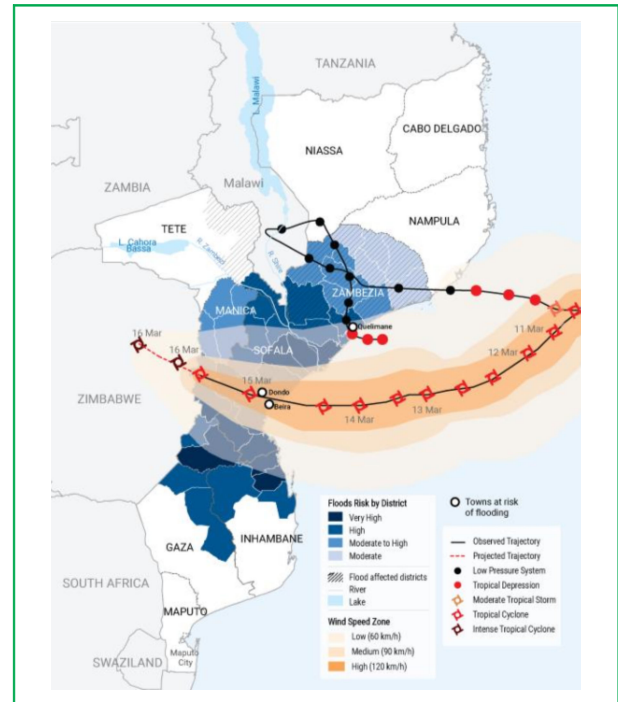 TANZANIA
L. Malawi
CABO DELGADO
NIASSA
ZAMBIA
Malawi
NAMPULA
TETE
L. Cahora
Bassa
R. Zambezi
R. Shire
ZAMBEZIA
MANICA
Quelimane
11 Mar
16 Mar
SOFALA
12 Mar
16 Mar
15 Mar
Dondo
Beira
ZIMBABWE
13 Mar
14 Mar
Floods Risk by District
Very High
High
Moderate to High
Moderate
Flood affected districts
River
Lake
Wind Speed Zone
Low (60 km/h)
Medium (90 km/h)
High (120 km/h)
Towns at risk
of flooding
Observed Trajectory
Projected Trajectory
Low Pressure System
Tropical Depression
Moderate Tropical Storm
Tropical Cyclone
Intense Tropical Cyclone
INHAMBANE
GAZA
SOUTH AFRICA
MAPUTO
Maputo
City
SWAZILAND